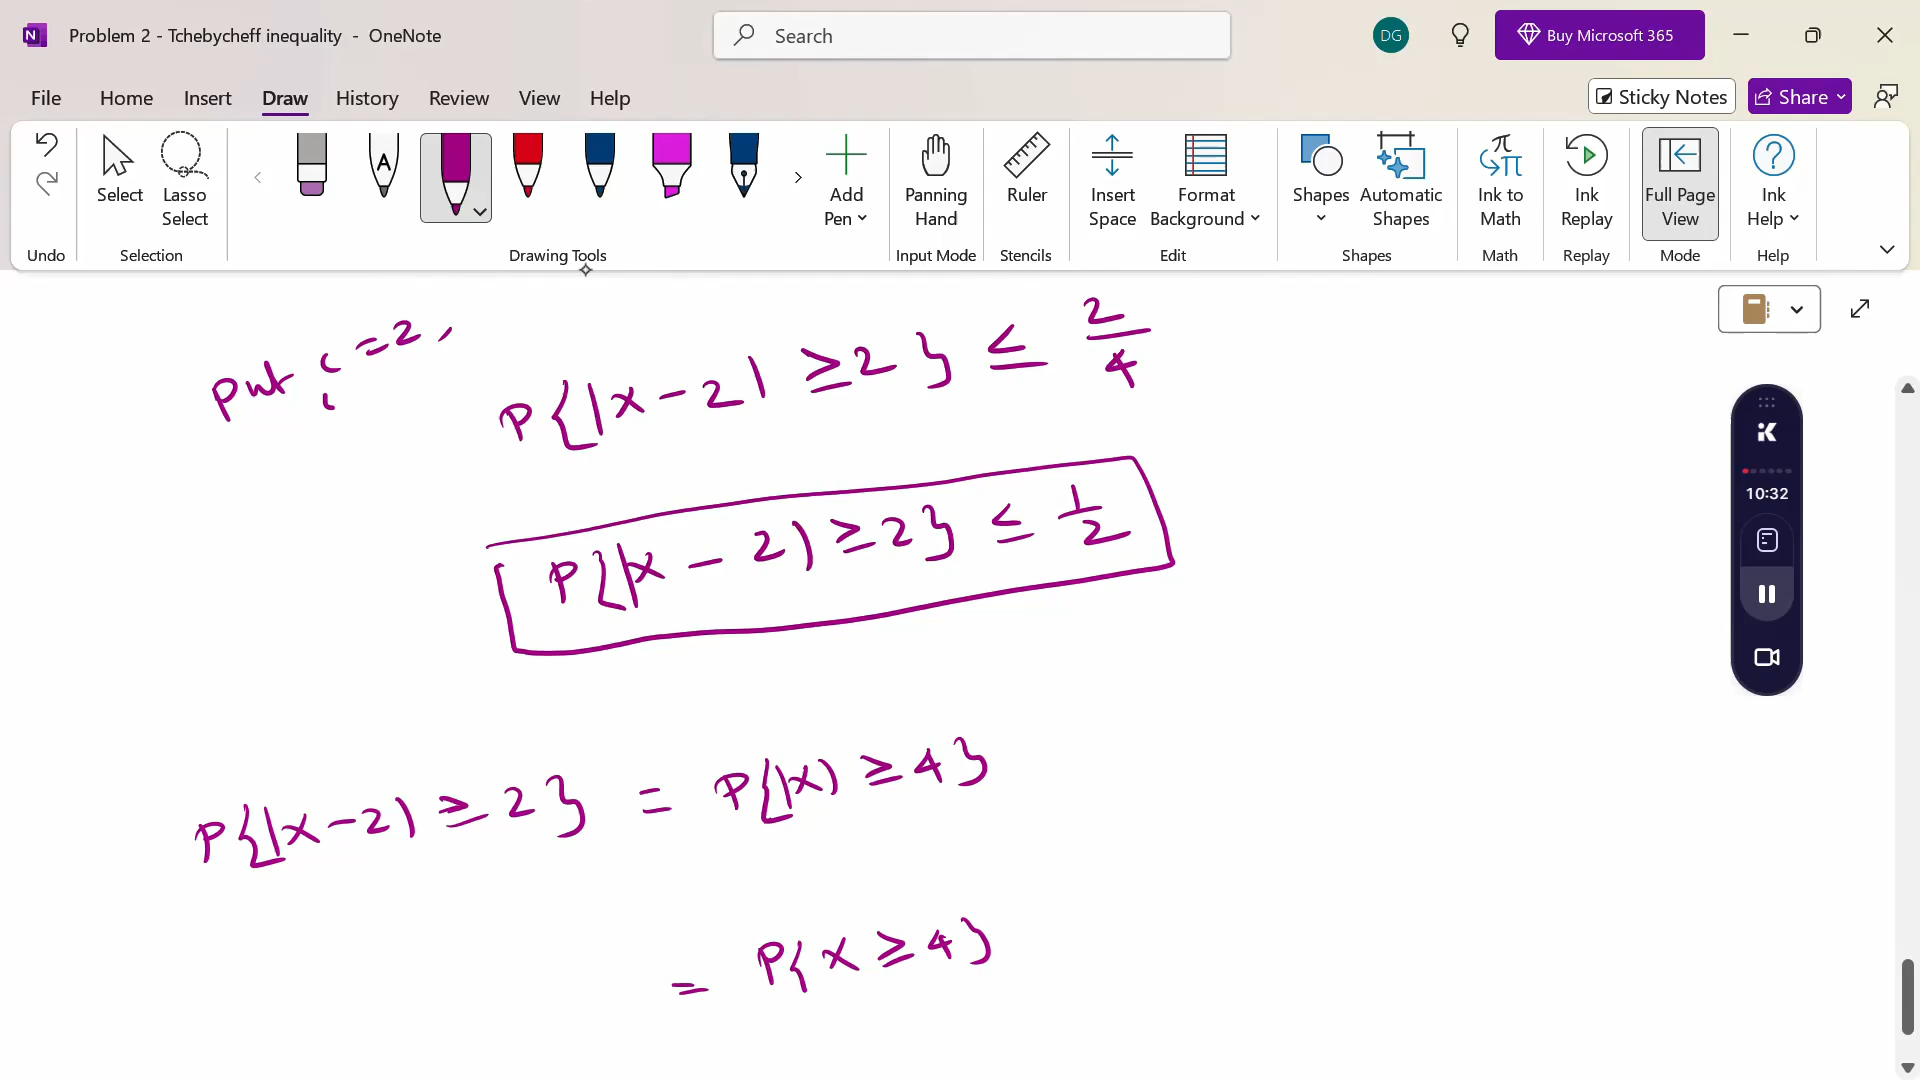 Problem 2 - Tchebycheff inequality - OneNote
Search
DG
Buy Microsoft 365
File Home Insert Draw History Review View Help
Sticky Notes
Share
Select
Lasso Select
A
Add Pen
Panning Hand
Ruler
Insert Space
Format Background
Shapes
Automatic Shapes
Ink to Math
Ink Replay
Full Page View
Ink Help
Undo
Selection
Drawing Tools
Input Mode
Stencils
Edit
Shapes
Math
Replay
Mode
Help
put c = 2,
P{|x-2| ≥ 2} ≤ 2/4
P{|x - 2) ≥ 2} ≤ 1/2
10:32
P{|x-2) ≥ 2} = P{|x) ≥ 4}
= P{x ≥ 4}